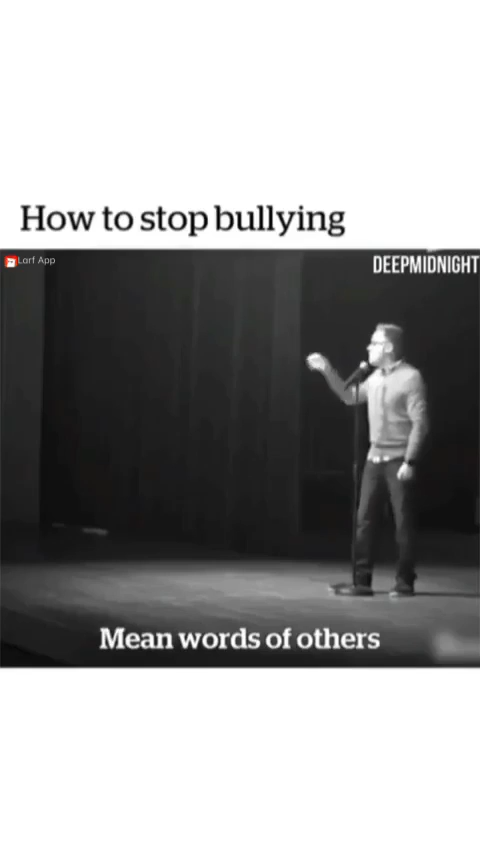 How to stop bullying
Larf App
DEEPMIDNIGHT
Mean words of others